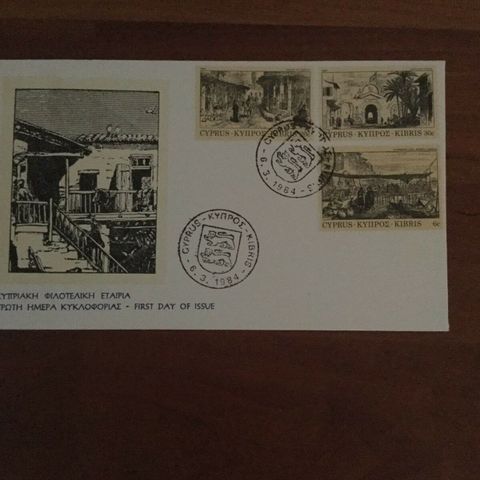 CYPRUS-ΚΥΠΡΟΣ-KIBRIS
CYPRUS-ΚΥΠΡΟΣ-KIBRIS 30c
CYPRUS-ΚΥΠΡΟΣ-KIBRIS 6c
6.3.1984
CYPRUS-ΚΥΠΡΟΣ-KIBRIS
6.3.1984
ΚΥΠΡΙΑΚΗ ΦΙΛΟΤΕΛΙΚΗ ΕΤΑΙΡΙΑ
ΠΡΩΤΗ ΗΜΕΡΑ ΚΥΚΛΟΦΟΡΙΑΣ - FIRST DAY OF ISSUE